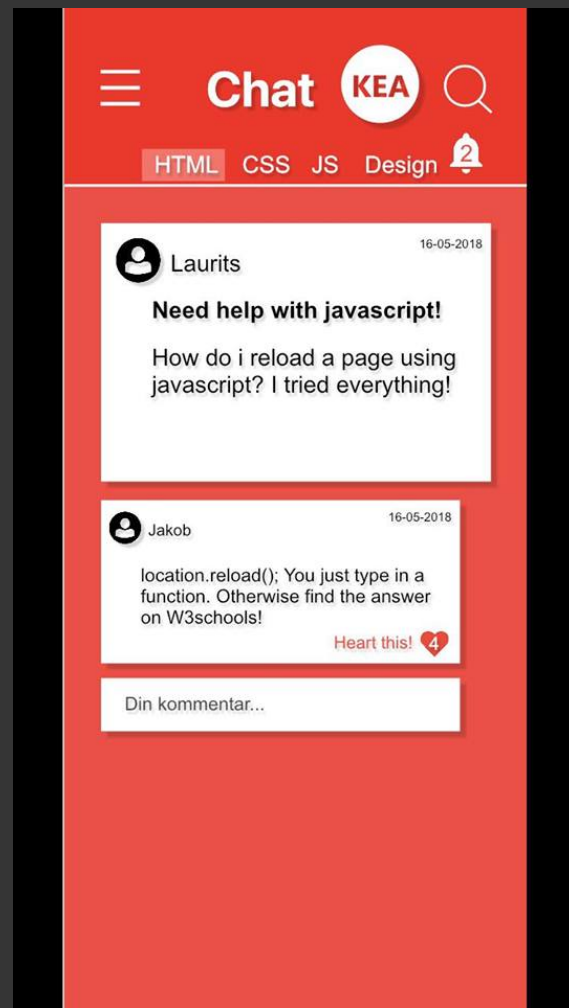 Chat KEA
HTML CSS JS Design 2
16-05-2018
Laurits
Need help with javascript!
How do i reload a page using
javascript? I tried everything!
16-05-2018
Jakob
location.reload(); You just type in a
function. Otherwise find the answer
on W3schools!
Heart this! 4
Din kommentar...